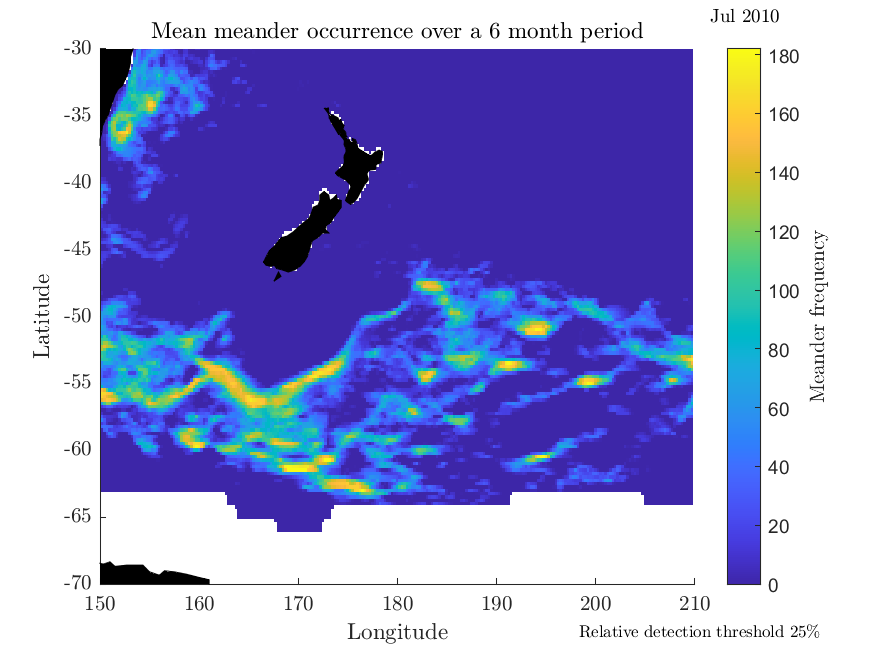 Jul 2010
Mean meander occurrence over a 6 month period
-30
-35
-40
-45
-50
-55
-60
-65
-70
Latitude
150 160 170 180 190 200 210
Longitude
180
160
140
120
100
80
60
40
20
0
Meander frequency
Relative detection threshold 25%